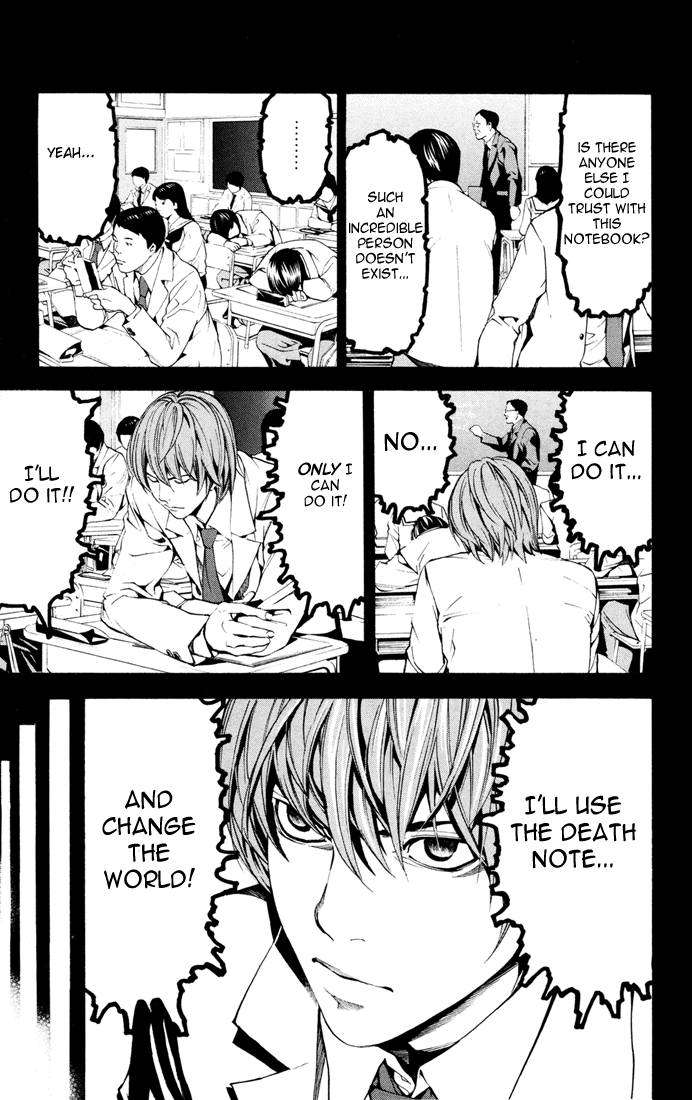 IS THERE
ANYONE
ELSE I
COULD
TRUST WITH
THIS
NOTEBOOK?
SUCH
AN
INCREDIBLE
PERSON
DOESN'T
EXIST...
........
YEAH...
I CAN
DO IT...
NO...
ONLY I
CAN
DO IT!
I'LL
DO IT!!
I'LL USE
THE DEATH
NOTE...
AND
CHANGE
THE
WORLD!